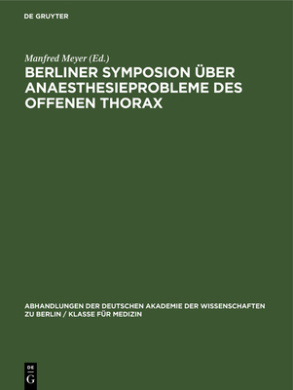 DE GRUYTER
Manfred Meyer (Ed.)
BERLINER SYMPOSION ÜBER
ANAESTHESIEPROBLEME DES
OFFENEN THORAX
ABHANDLUNGEN DER DEUTSCHEN AKADEMIE DER WISSENSCHAFTEN
ZU BERLIN / KLASSE FÜR MEDIZIN
DE
G